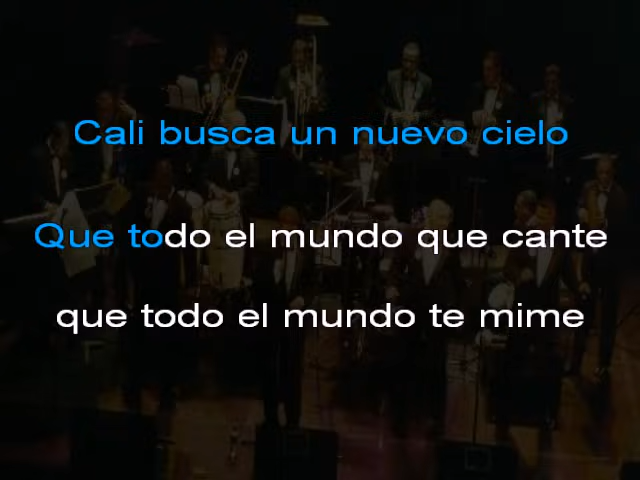 Cali busca un nuevo cielo
Que todo el mundo que cante
que todo el mundo te mime